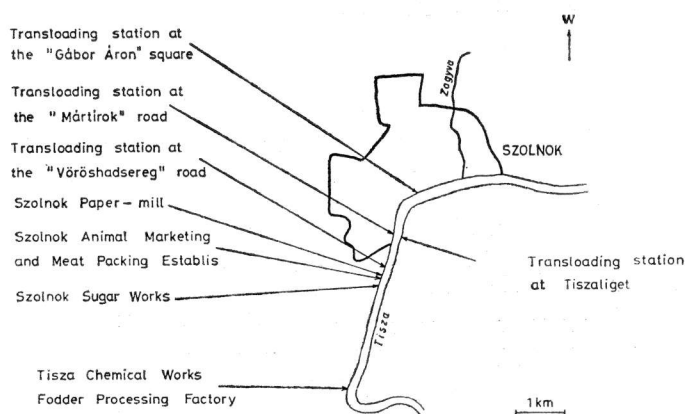 Transloading station at
the "Gábor Áron" square
Transloading station at
the "Mártírok" road
Transloading station at
the "Vöröshadsereg" road
Szolnok Paper-mill
Szolnok Animal Marketing
and Meat Packing Establis
Szolnok Sugar Works
Tisza Chemical Works
Fodder Processing Factory
W
Zagyva
SZOLNOK
Transloading station
at Tiszaliget
Tisza
1km